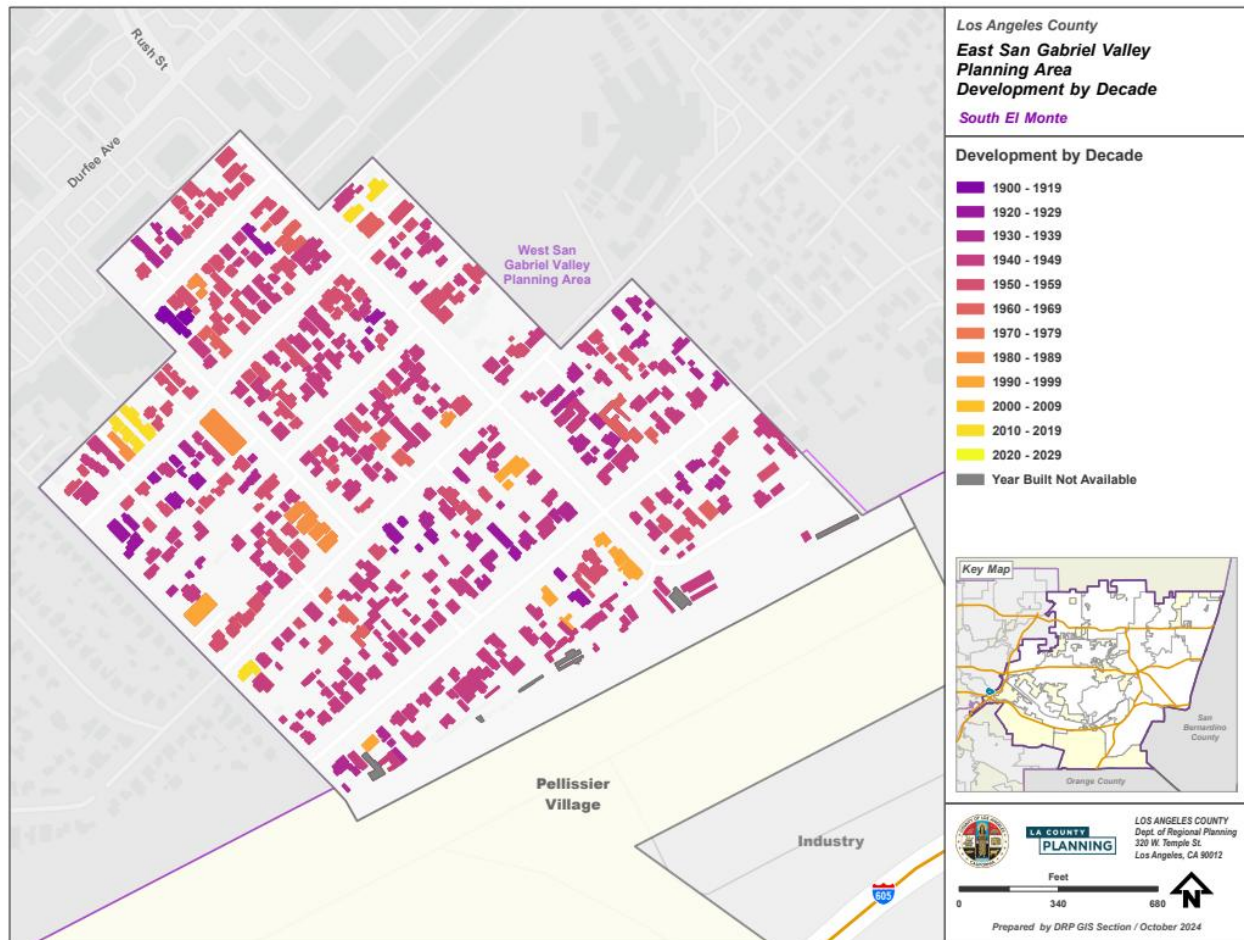 Rush St
Durfee Ave
West San
Gabriel Valley
Planning Area
Pellissier
Village
Industry
605
Los Angeles County
East San Gabriel Valley
Planning Area
Development by Decade
South El Monte
Development by Decade
1900 - 1919
1920 - 1929
1930 - 1939
1940 - 1949
1950 - 1959
1960 - 1969
1970 - 1979
1980 - 1989
1990 - 1999
2000 - 2009
2010 - 2019
2020 - 2029
Year Built Not Available
Key Map
San
Bernardino
County
Orange County
LA COUNTY
PLANNING
LOS ANGELES COUNTY
Dept. of Regional Planning
320 W. Temple St.
Los Angeles, CA 90012
Feet
0 340 680
N
Prepared by DRP GIS Section / October 2024